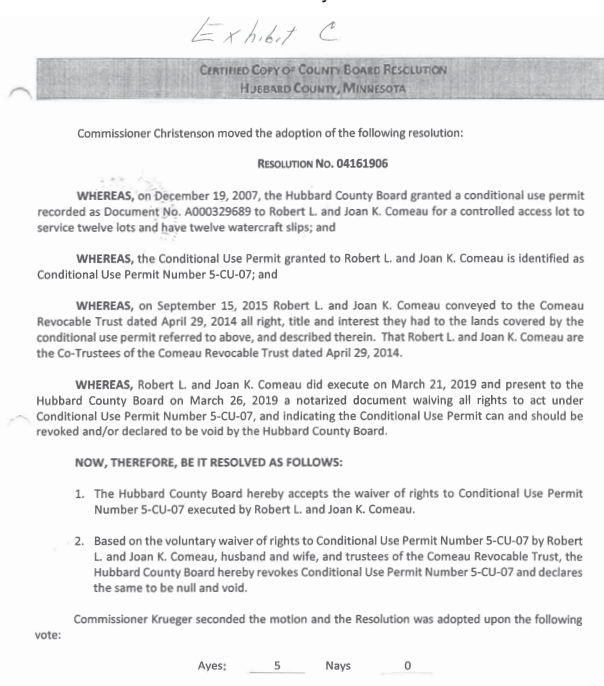 Exhibit C
CERTIFIED COPY OF COUNTY BOARD RESOLUTION
HUBBARD COUNTY, MINNESOTA
Commissioner Christenson moved the adoption of the following resolution:
RESOLUTION NO. 04161906
WHEREAS, on December 19, 2007, the Hubbard County Board granted a conditional use permit
recorded as Document No. A000329689 to Robert L. and Joan K. Comeau for a controlled access lot to
service twelve lots and have twelve watercraft slips; and
WHEREAS, the Conditional Use Permit granted to Robert L. and Joan K. Comeau is identified as
Conditional Use Permit Number 5-CU-07; and
WHEREAS, on September 15, 2015 Robert L. and Joan K. Comeau conveyed to the Comeau
Revocable Trust dated April 29, 2014 all right, title and interest they had to the lands covered by the
conditional use permit referred to above, and described therein. That Robert L. and Joan K. Comeau are
the Co-Trustees of the Comeau Revocable Trust dated April 29, 2014.
WHEREAS, Robert L. and Joan K. Comeau did execute on March 21, 2019 and present to the
Hubbard County Board on March 26, 2019 a notarized document waiving all rights to act under
Conditional Use Permit Number 5-CU-07, and indicating the Conditional Use Permit can and should be
revoked and/or declared to be void by the Hubbard County Board.
NOW, THEREFORE, BE IT RESOLVED AS FOLLOWS:
1. The Hubbard County Board hereby accepts the waiver of rights to Conditional Use Permit
Number 5-CU-07 executed by Robert L. and Joan K. Comeau.
2. Based on the voluntary waiver of rights to Conditional Use Permit Number 5-CU-07 by Robert
L. and Joan K. Comeau, husband and wife, and trustees of the Comeau Revocable Trust, the
Hubbard County Board hereby revokes Conditional Use Permit Number 5-CU-07 and declares
the same to be null and void.
Commissioner Krueger seconded the motion and the Resolution was adopted upon the following
vote:
Ayes: 5 Nays 0